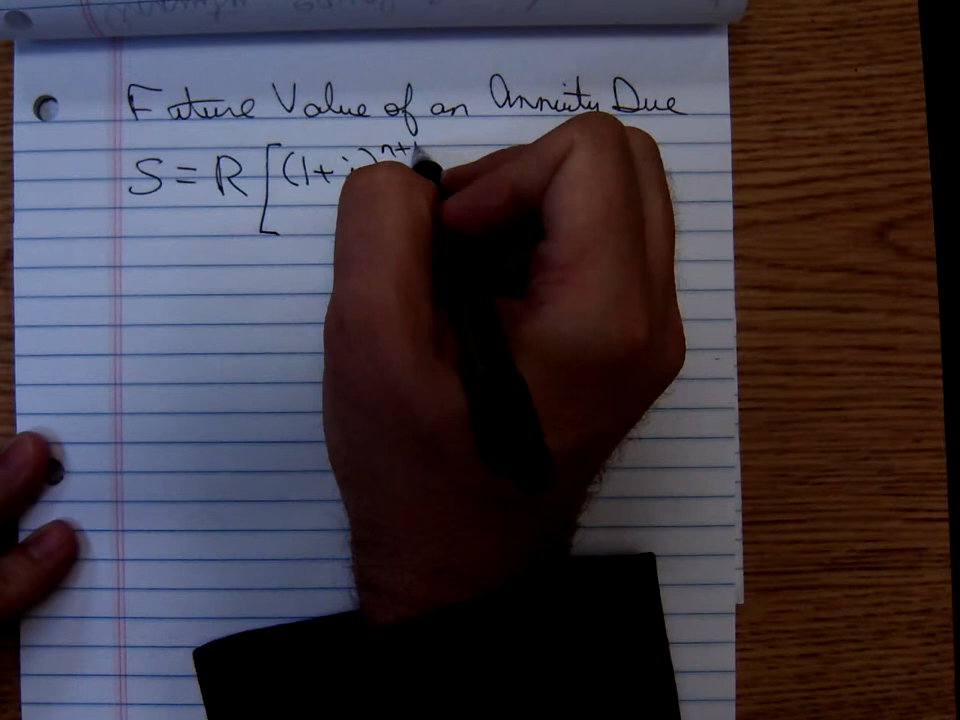 Future Value of an Annuity Due
S = R [(1 + i)^n+1